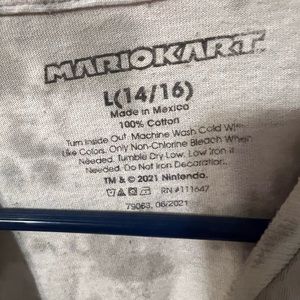 MARIOKART
L(14/16)
Made in Mexico
100% Cotton
Turn Inside Out. Machine Wash Cold With
Like Colors. Only Non-Chlorine Bleach When
Needed. Tumble Dry Low. Low Iron if
Needed. Do Not Iron Decoration.
TM & © 2021 Nintendo.
RN #111647
79063, 06/2021